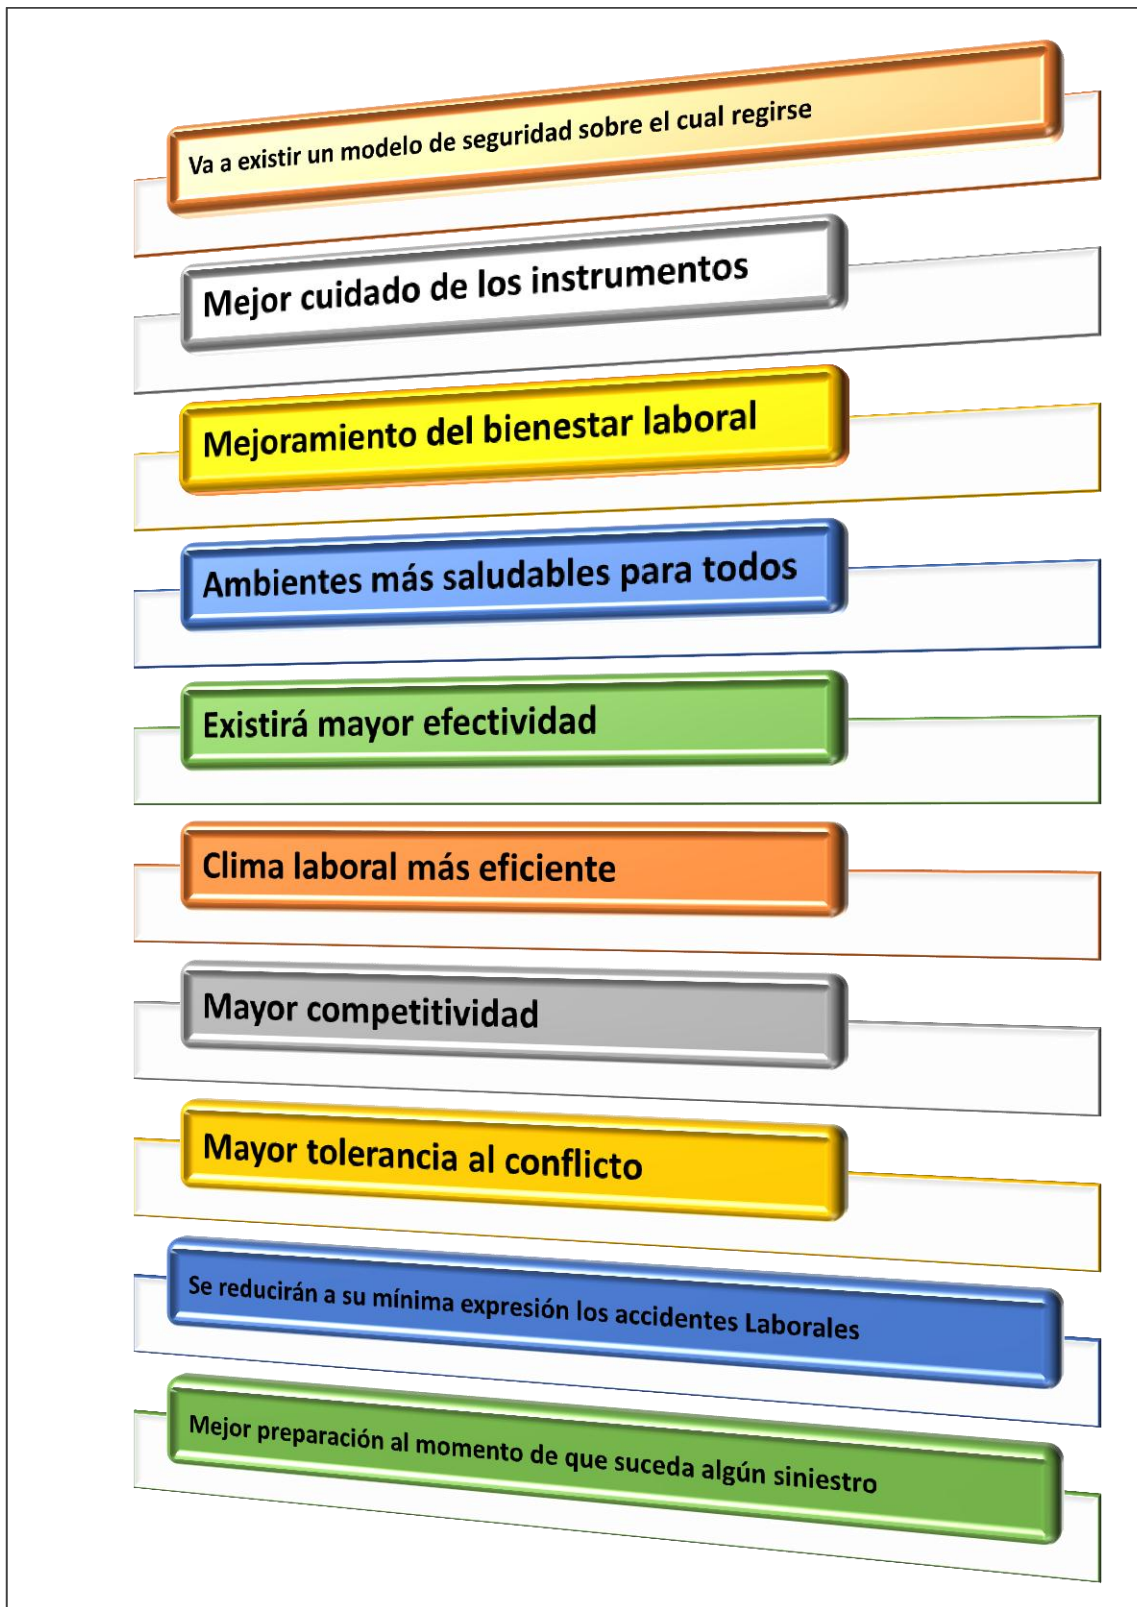 Va a existir un modelo de seguridad sobre el cual regirse
Mejor cuidado de los instrumentos
Mejoramiento del bienestar laboral
Ambientes más saludables para todos
Existirá mayor efectividad
Clima laboral más eficiente
Mayor competitividad
Mayor tolerancia al conflicto
Se reducirán a su mínima expresión los accidentes Laborales
Mejor preparación al momento de que suceda algún siniestro